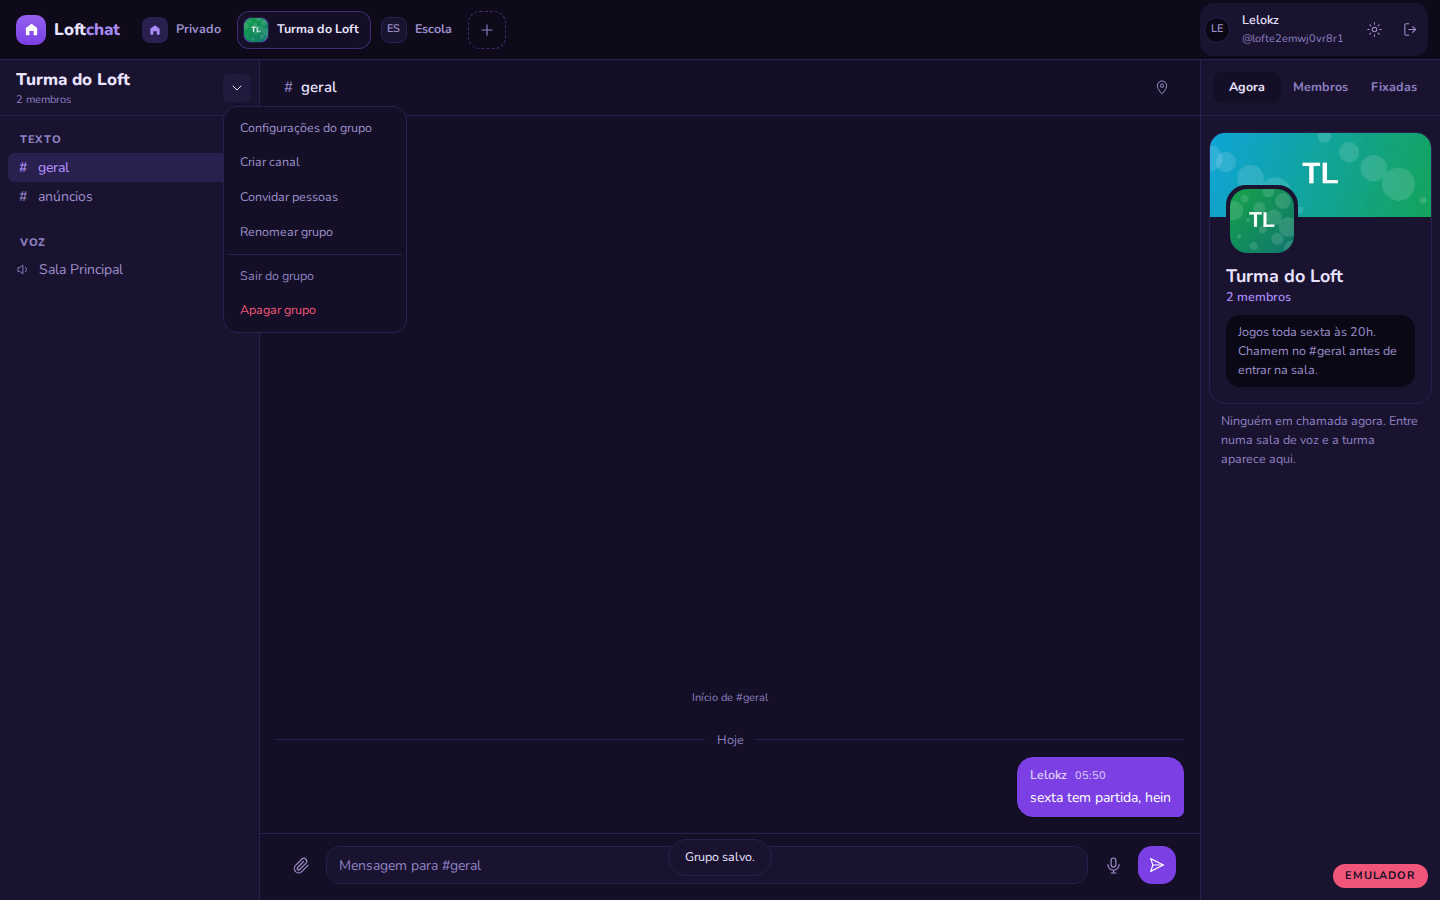 Loftchat
Privado
TL
Turma do Loft
ES
Escola
LE
Lelokz
@lofte2emwj0vr8r1
Turma do Loft
2 membros
# geral
Agora
Membros
Fixadas
Configurações do grupo
Criar canal
Convidar pessoas
Renomear grupo
Sair do grupo
Apagar grupo
TEXTO
# geral
# anúncios
VOZ
Sala Principal
TL
TL
Turma do Loft
2 membros
Jogos toda sexta às 20h.
Chamem no #geral antes de
entrar na sala.
Ninguém em chamada agora. Entre
numa sala de voz e a turma
aparece aqui.
Início de #geral
Hoje
Lelokz 05:50
sexta tem partida, hein
Mensagem para #geral
Grupo salvo.
EMULADOR